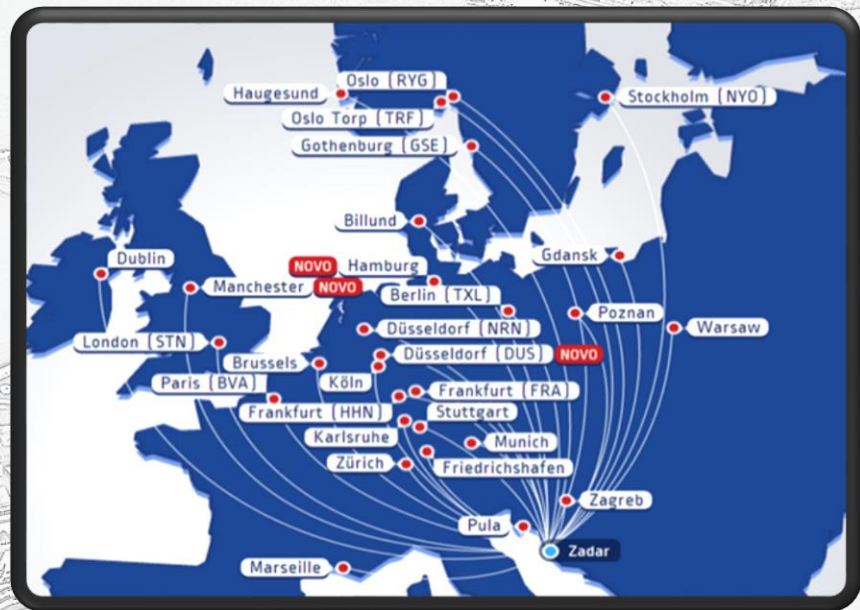 Oslo (RYG)
Haugesund
Stockholm (NYO)
Oslo Torp (TRF)
Gothenburg (GSE)
Billund
Dublin
Gdansk
NOVO Hamburg
Manchester NOVO
Berlin (TXL)
Poznan
Warsaw
Düsseldorf (NRN)
London (STN)
Düsseldorf (DUS) NOVO
Brussels
Köln
Paris (BVA)
Frankfurt (FRA)
Frankfurt (HHN)
Stuttgart
Karlsruhe
Munich
Zürich
Friedrichshafen
Zagreb
Pula
Zadar
Marseille